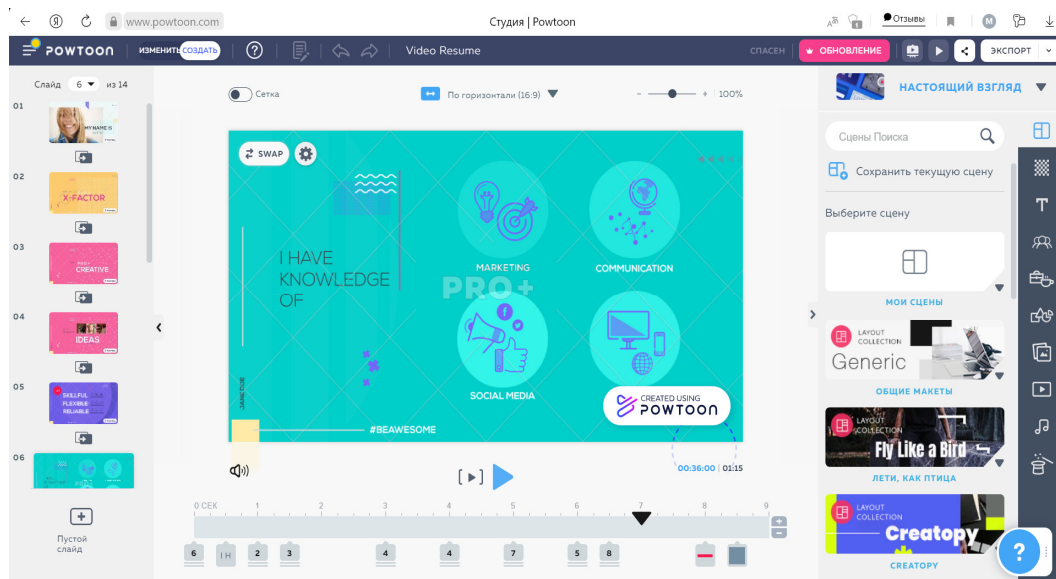 www.powtoon.com
Студия | Powtoon
Отзывы
M
POWTOON
ИЗМЕНИТЬ
СОЗДАТЬ
?
Video Resume
СПАСЕН
ОБНОВЛЕНИЕ
ЭКСПОРТ
Слайд 6 из 14
Сетка
По горизонтали (16:9)
- + 100%
НАСТОЯЩИЙ ВЗГЛЯД
01
MY NAME IS
02
X-FACTOR
03
CREATIVE
04
IDEAS
05
SKILLFUL
FLEXIBLE
RELIABLE
06
Пустой
слайд
SWAP
I HAVE
KNOWLEDGE
OF
MARKETING
COMMUNICATION
PRO+
SOCIAL MEDIA
CREATED USING
POWTOON
JANE DOE
#BEAWESOME
00:36:00 | 01:15
0 СЕК 1 2 3 4 5 6 7 8 9
6 I H 2 3 4 4 7 5 8
Сцены Поиска
Сохранить текущую сцену
Выберите сцену
МОИ СЦЕНЫ
LAYOUT
COLLECTION
Generic
ОБЩИЕ МАКЕТЫ
LAYOUT
COLLECTION
Fly Like a Bird
ЛЕТИ, КАК ПТИЦА
LAYOUT
COLLECTION
Creatopy
CREATOPY
?